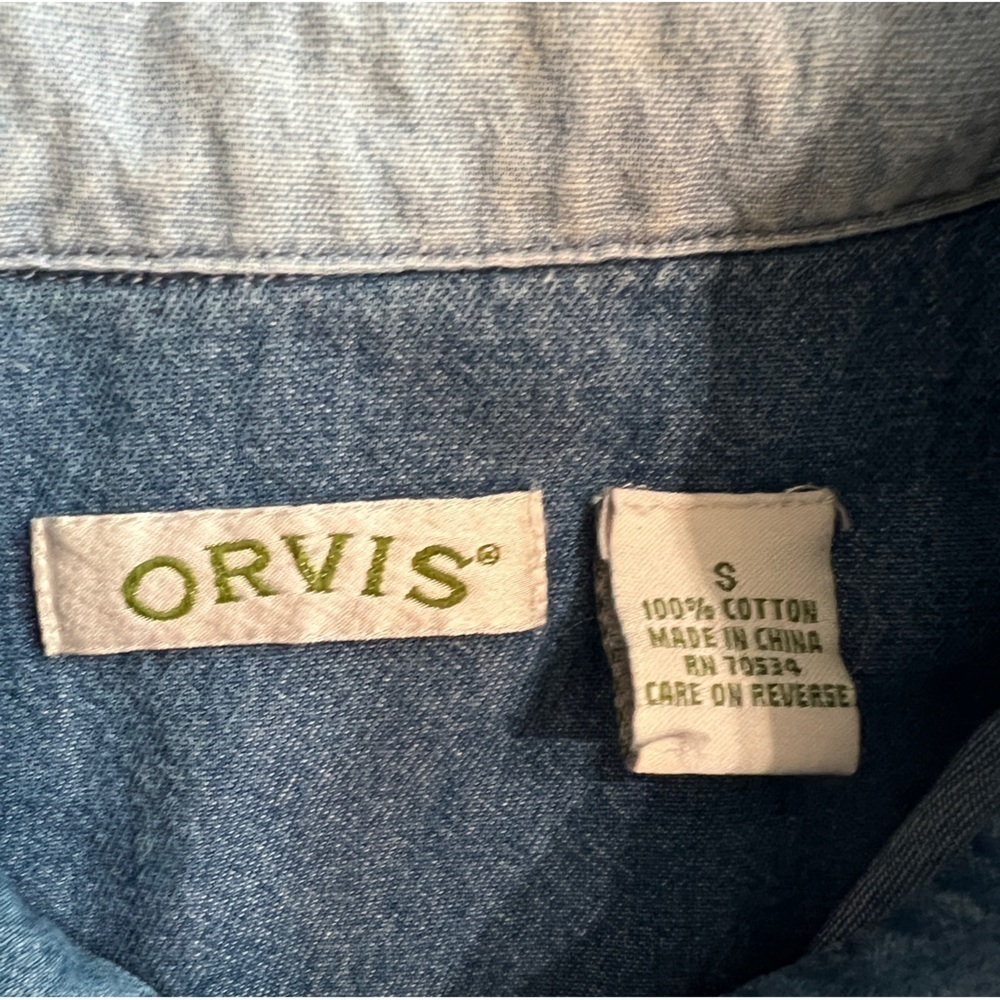 ORVIS®
S
100% COTTON
MADE IN CHINA
RN 70534
CARE ON REVERSE